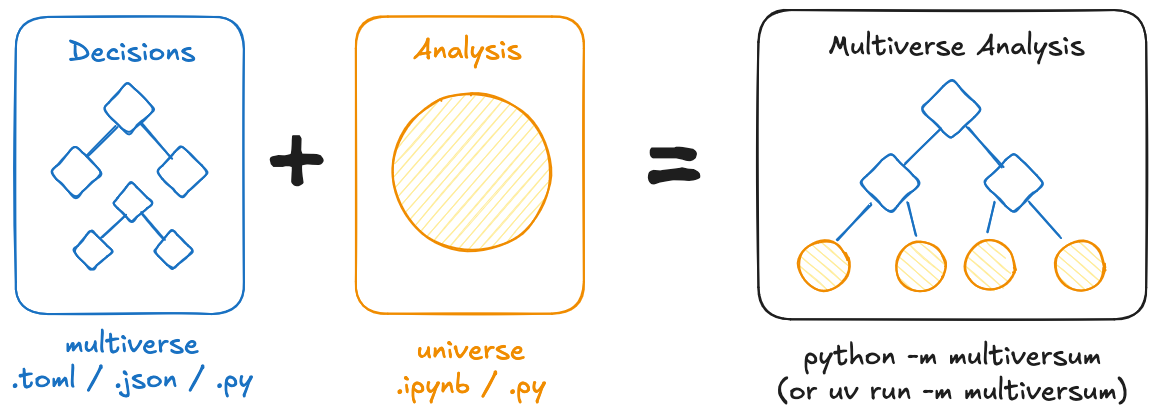 Decisions
Analysis
Multiverse Analysis
multiverse
.toml / .json / .py
universe
.ipynb / .py
python -m multiversum
(or uv run -m multiversum)